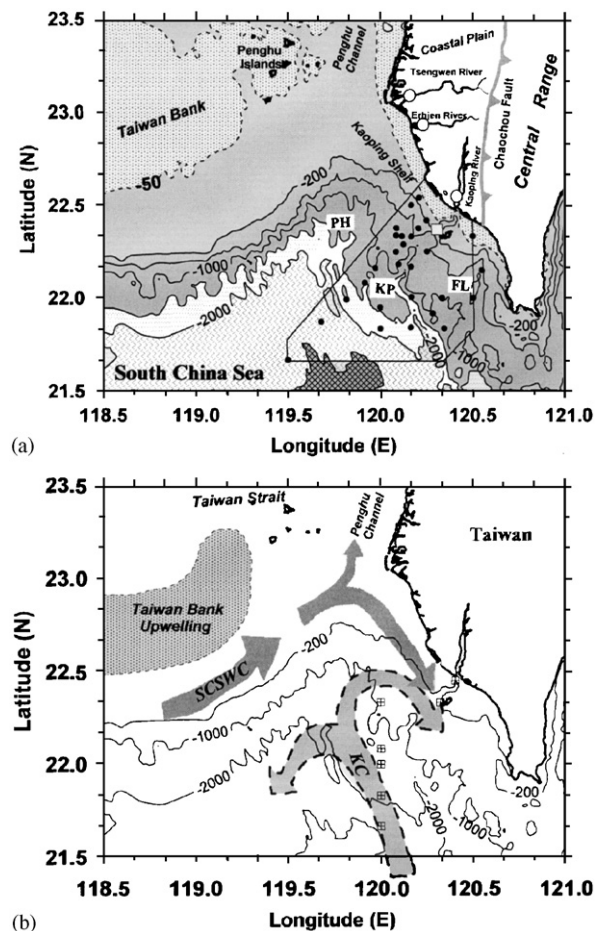 23.5
23.0
22.5
22.0
21.5
Latitude (N)
Penghu
Islands
Penghu
Channel
Coastal Plain
Tsengwen River
Erhjen River
Chaochou Fault
Central Range
Kaoping River
Taiwan Bank
Kaoping Shelf
-50
-200
-1000
-2000
PH
KP
FL
-2000
-1000
-200
South China Sea
118.5 119.0 119.5 120.0 120.5 121.0
(a)
Longitude (E)
23.5
23.0
22.5
22.0
21.5
Latitude (N)
Taiwan Strait
Penghu
Channel
Taiwan
Taiwan Bank
Upwelling
SCSWC
-200
-1000
-2000
KC
-200
-2000
-1000
118.5 119.0 119.5 120.0 120.5 121.0
(b)
Longitude (E)